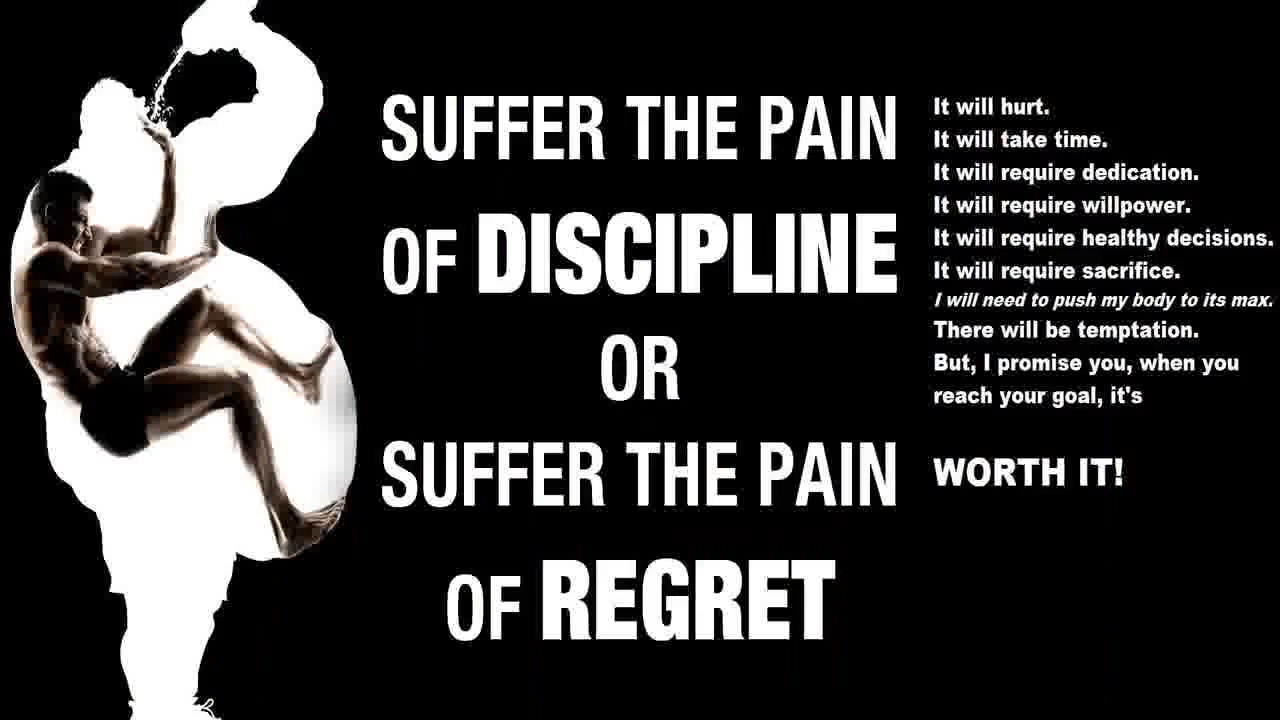 SUFFER THE PAIN
OF DISCIPLINE
OR
SUFFER THE PAIN
OF REGRET
It will hurt.
It will take time.
It will require dedication.
It will require willpower.
It will require healthy decisions.
It will require sacrifice.
I will need to push my body to its max.
There will be temptation.
But, I promise you, when you
reach your goal, it's
WORTH IT!